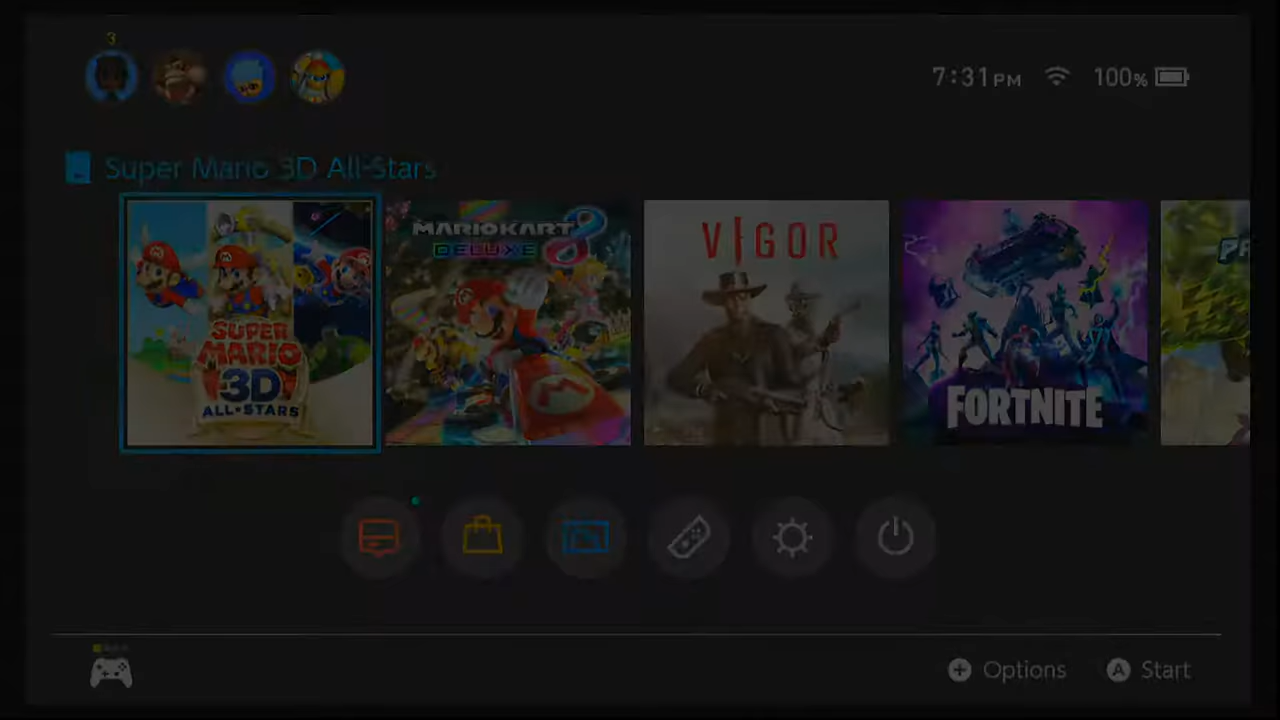 3
7:31PM 100%
Super Mario 3D All-Stars
SUPER
MARIO
3D
ALL★STARS
MARIOKART 8
DELUXE
VIGOR
FORTNITE
PA
M
+ Options A Start